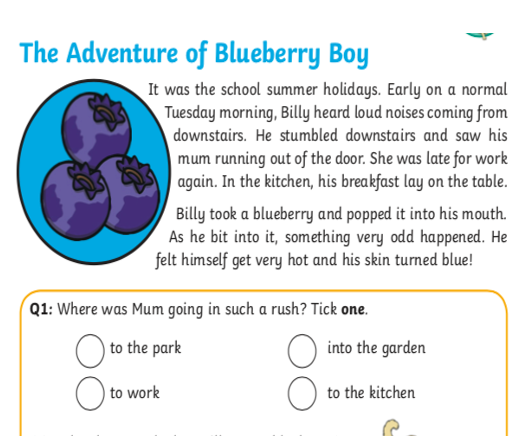 The Adventure of Blueberry Boy
It was the school summer holidays. Early on a normal
Tuesday morning, Billy heard loud noises coming from
downstairs. He stumbled downstairs and saw his
mum running out of the door. She was late for work
again. In the kitchen, his breakfast lay on the table.
Billy took a blueberry and popped it into his mouth.
As he bit into it, something very odd happened. He
felt himself get very hot and his skin turned blue!
Q1: Where was Mum going in such a rush? Tick one.
to the park
into the garden
to work
to the kitchen